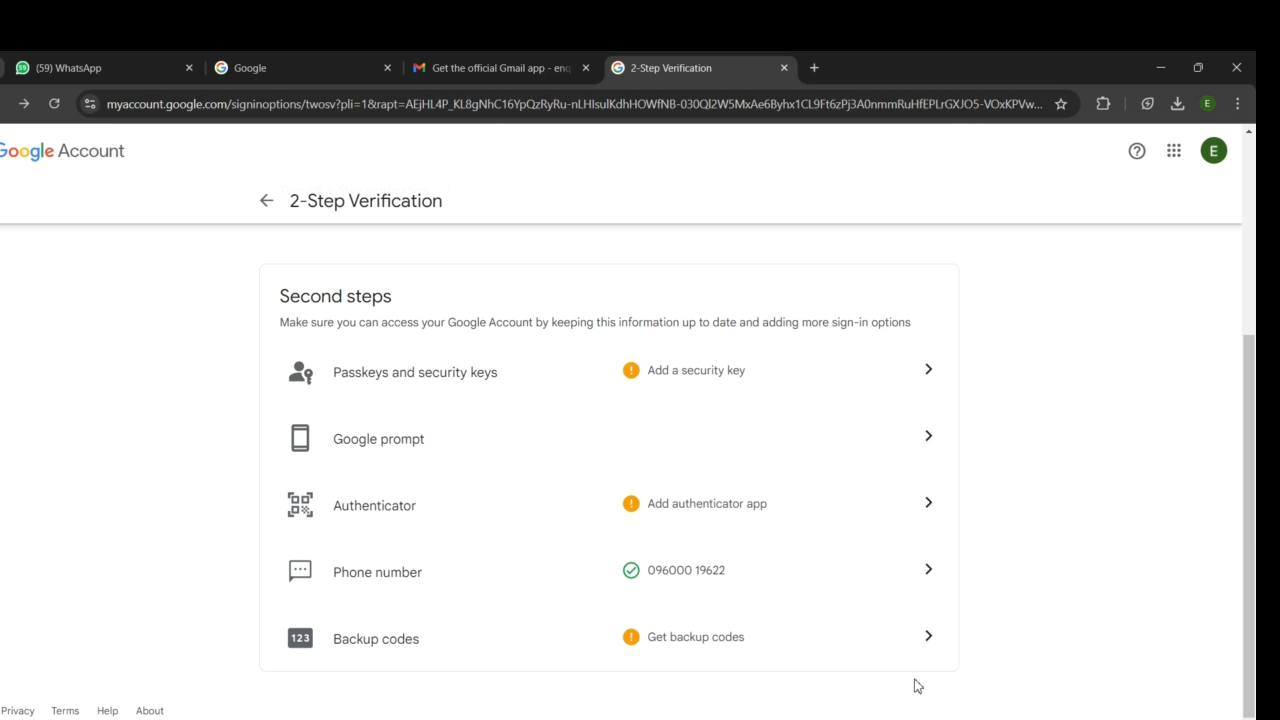 (59) WhatsApp
Google
Get the official Gmail app - enq
2-Step Verification
myaccount.google.com/signinoptions/twosv?pli=1&rapt=AEjHL4P_KL8gNhC16YpQzRyRu-nLHIsulKdhHOWfNB-030Ql2W5MxAe6Byhx1CL9Ft6zPj3A0nmmRuHfEPLrGXJO5-VOxKPVw...
E
Google Account
E
2-Step Verification
Second steps
Make sure you can access your Google Account by keeping this information up to date and adding more sign-in options
Passkeys and security keys
Add a security key
Google prompt
Authenticator
Add authenticator app
Phone number
096000 19622
123
Backup codes
Get backup codes
Privacy Terms Help About